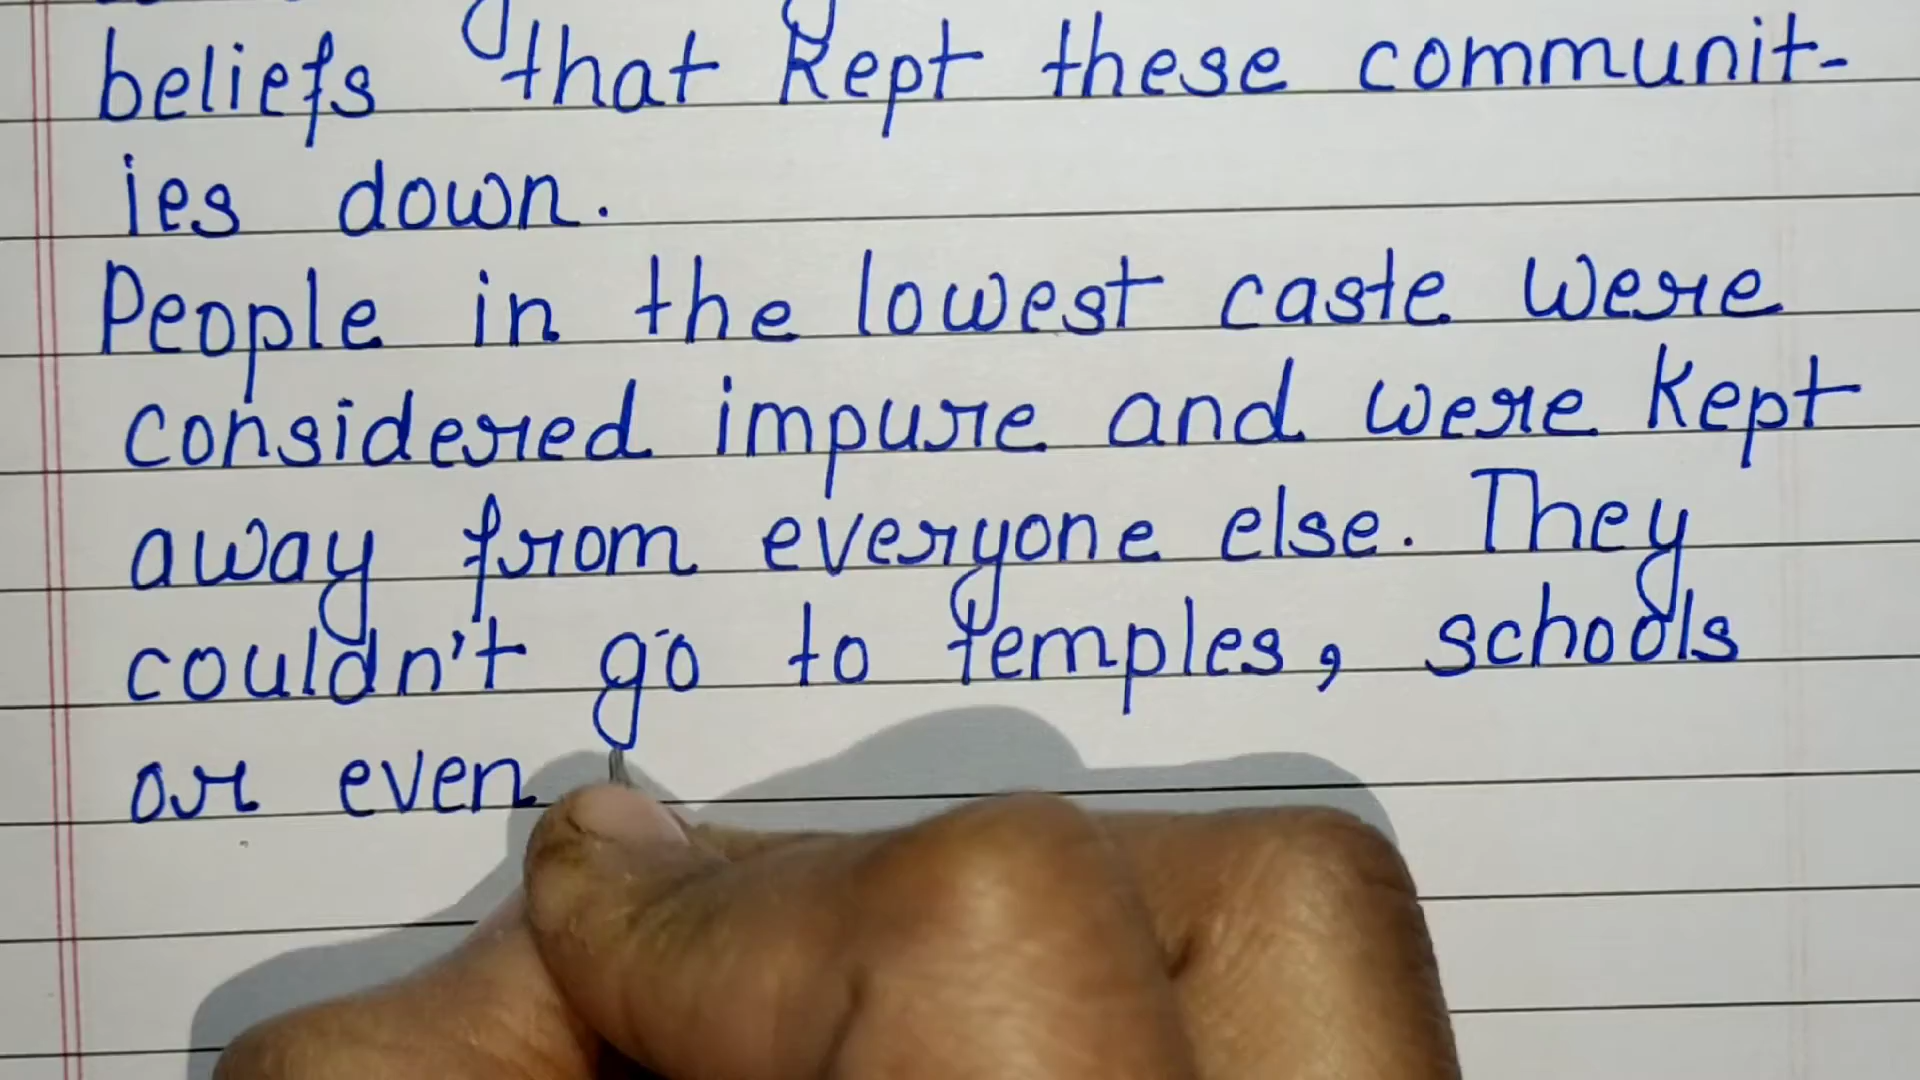 beliefs that kept these communit-
ies down.
People in the lowest caste were
considered impure and were kept
away from everyone else. They
couldn't go to temples, schools
or even